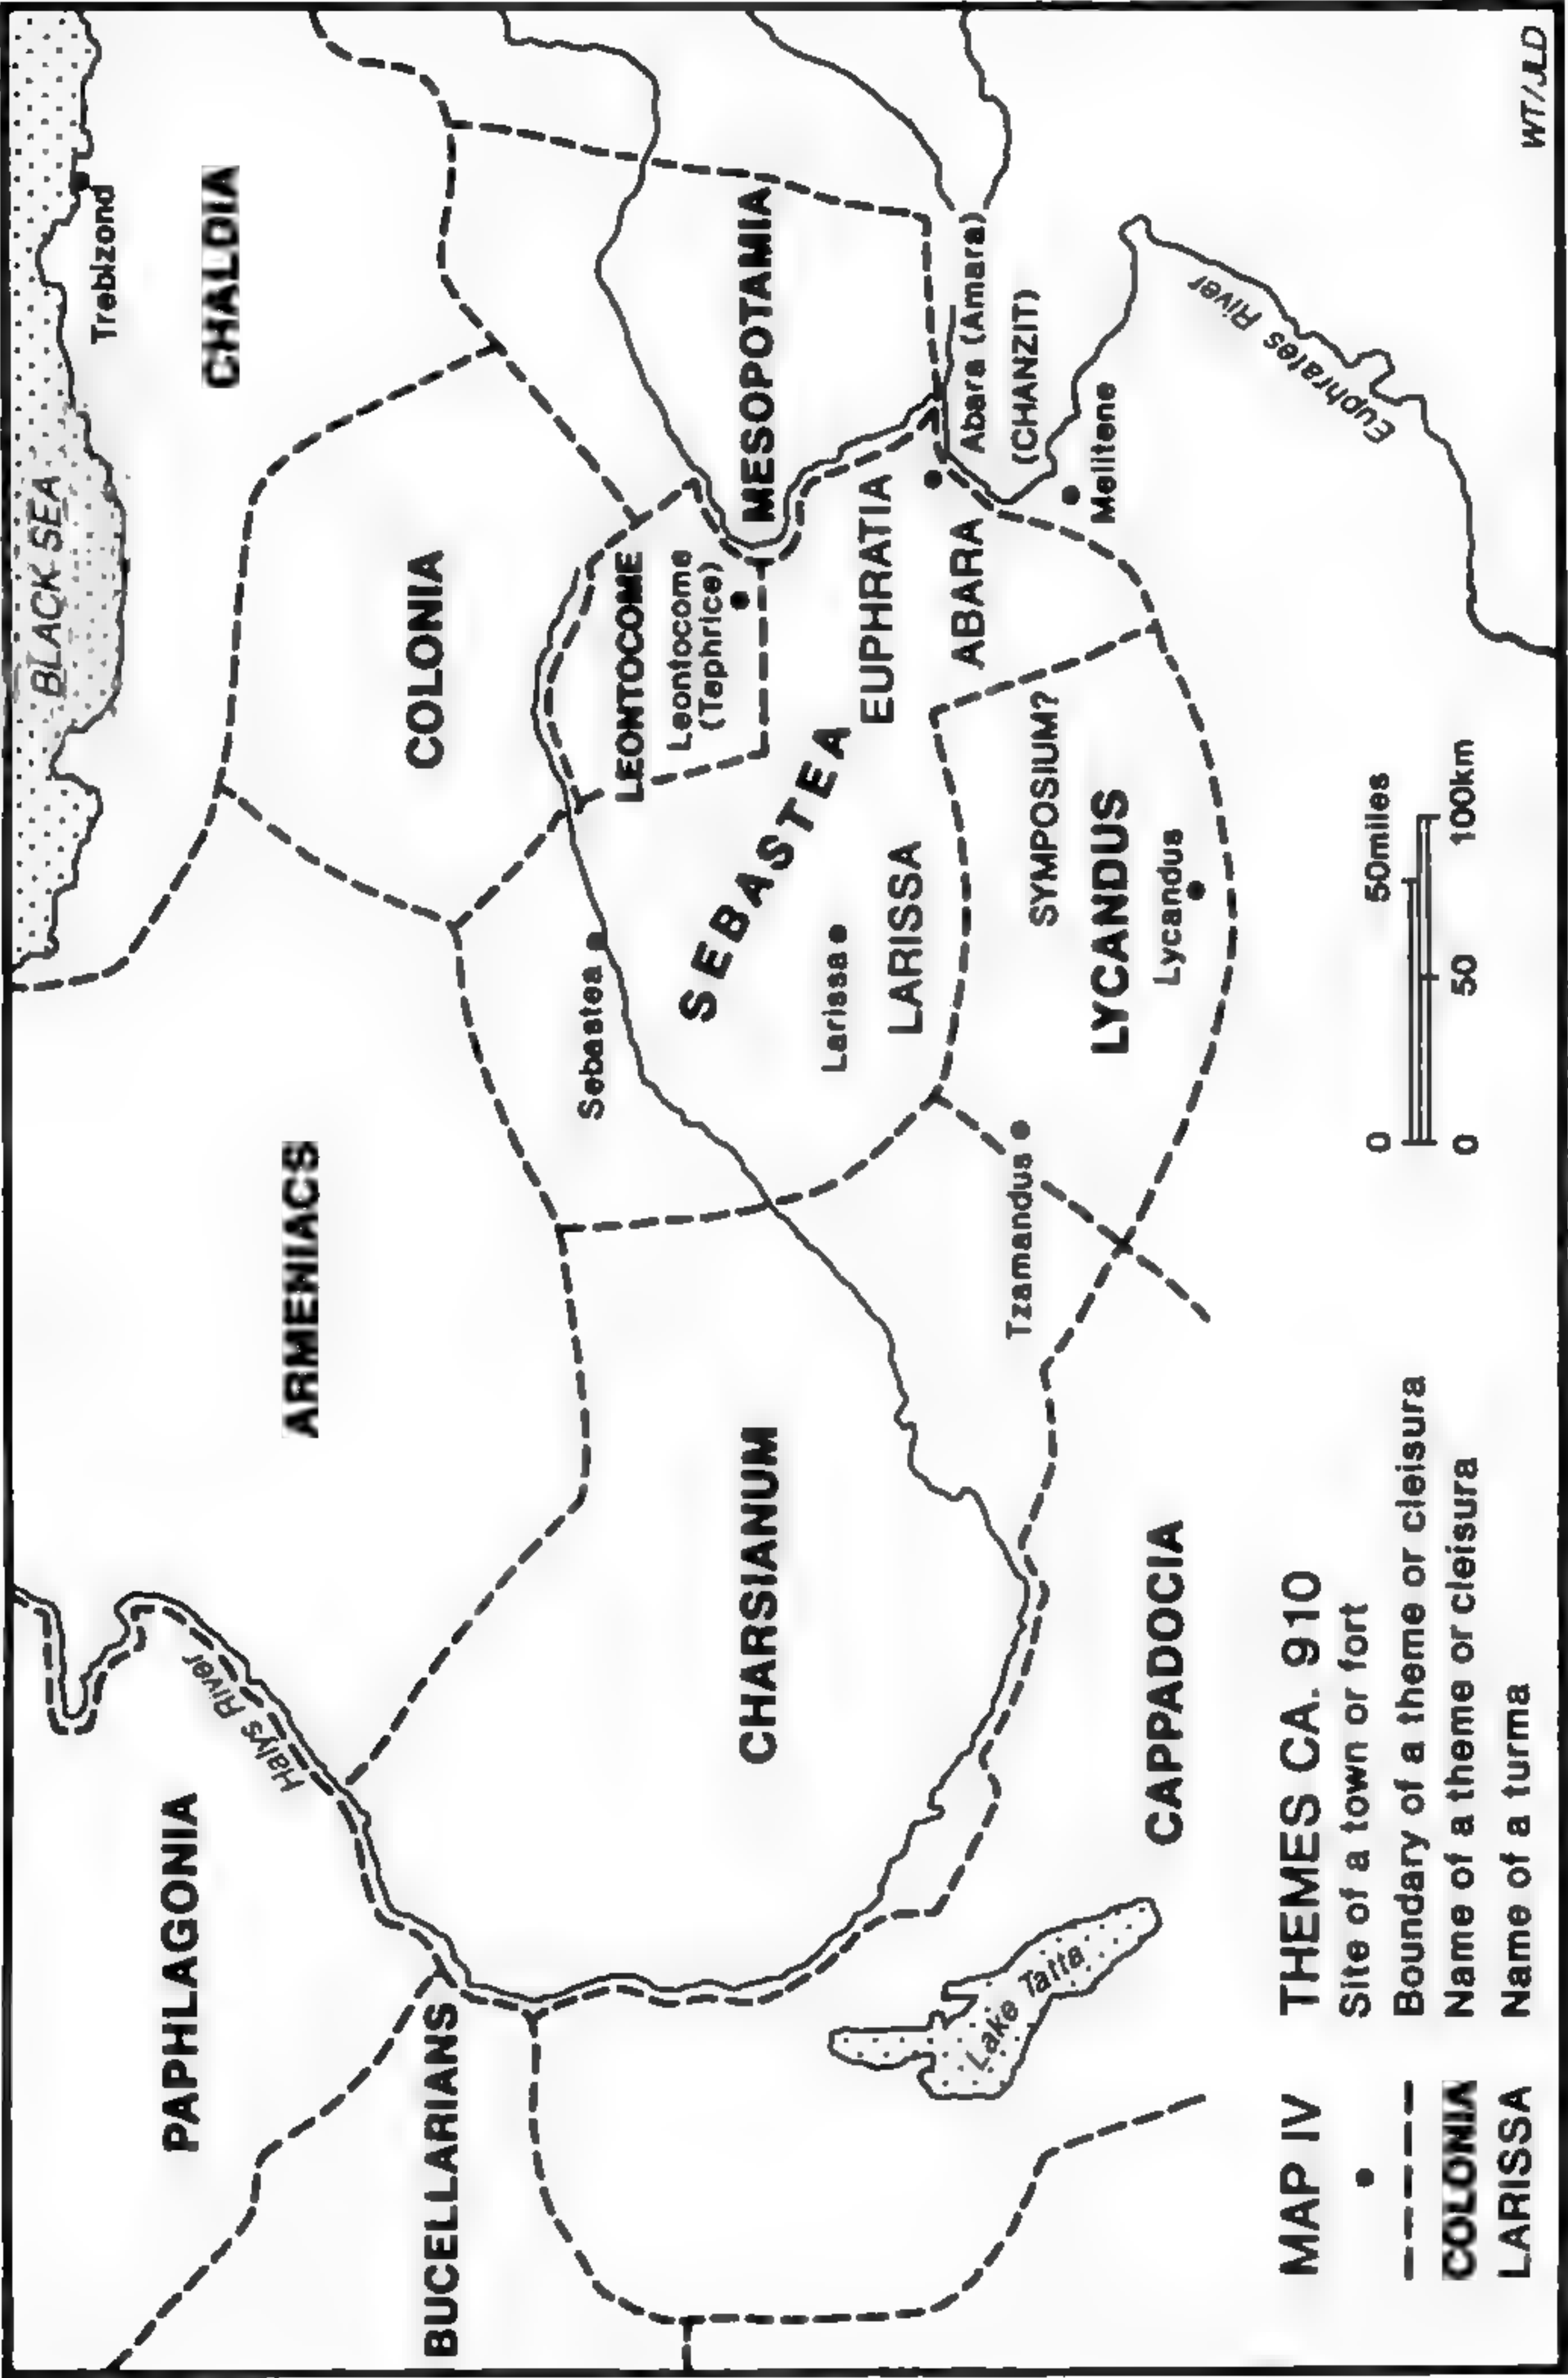 BLACK SEA
Trebizond
CHALDIA
PAPHLAGONIA
Halys River
ARMENIACS
COLONIA
BUCELLARIANS
Sebastea
LEONTOCOME
Leontocome
(Taphrice)
MESOPOTAMIA
CHARSIANUM
SEBASTEA
Larissa
LARISSA
EUPHRATIA
ABARA
Abara (Amara)
(CHANZIT)
Melitene
Lake Tatta
Tzamandus
SYMPOSIUM?
LYCANDUS
Lycandus
CAPPADOCIA
Euphrates River
MAP IV THEMES CA. 910
Site of a town or fort
Boundary of a theme or cleisura
COLONIA Name of a theme or cleisura
LARISSA Name of a turma
0 50miles
0 50 100km
WT/JLD